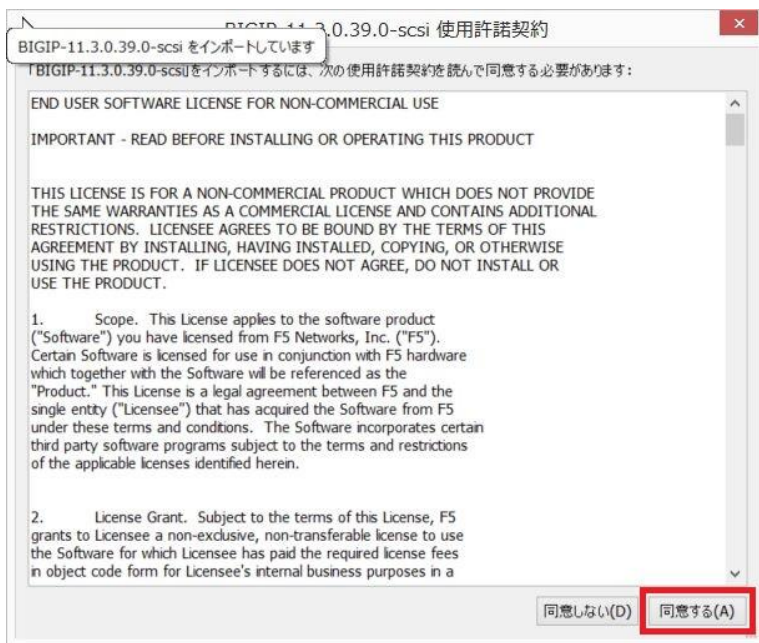 BIGIP-11.3.0.39.0-scsi 使用許諾契約
BIGIP-11.3.0.39.0-scsi をインポートしています
「BIGIP-11.3.0.39.0-scsi」をインポートするには、次の使用許諾契約を読んで同意する必要があります:
END USER SOFTWARE LICENSE FOR NON-COMMERCIAL USE
IMPORTANT - READ BEFORE INSTALLING OR OPERATING THIS PRODUCT
THIS LICENSE IS FOR A NON-COMMERCIAL PRODUCT WHICH DOES NOT PROVIDE
THE SAME WARRANTIES AS A COMMERCIAL LICENSE AND CONTAINS ADDITIONAL
RESTRICTIONS. LICENSEE AGREES TO BE BOUND BY THE TERMS OF THIS
AGREEMENT BY INSTALLING, HAVING INSTALLED, COPYING, OR OTHERWISE
USING THE PRODUCT. IF LICENSEE DOES NOT AGREE, DO NOT INSTALL OR
USE THE PRODUCT.
1. Scope. This License applies to the software product
("Software") you have licensed from F5 Networks, Inc. ("F5").
Certain Software is licensed for use in conjunction with F5 hardware
which together with the Software will be referenced as the
"Product." This License is a legal agreement between F5 and the
single entity ("Licensee") that has acquired the Software from F5
under these terms and conditions. The Software incorporates certain
third party software programs subject to the terms and restrictions
of the applicable licenses identified herein.
2. License Grant. Subject to the terms of this License, F5
grants to Licensee a non-exclusive, non-transferable license to use
the Software for which Licensee has paid the required license fees
in object code form for Licensee's internal business purposes in a
同意しない(D) 同意する(A)